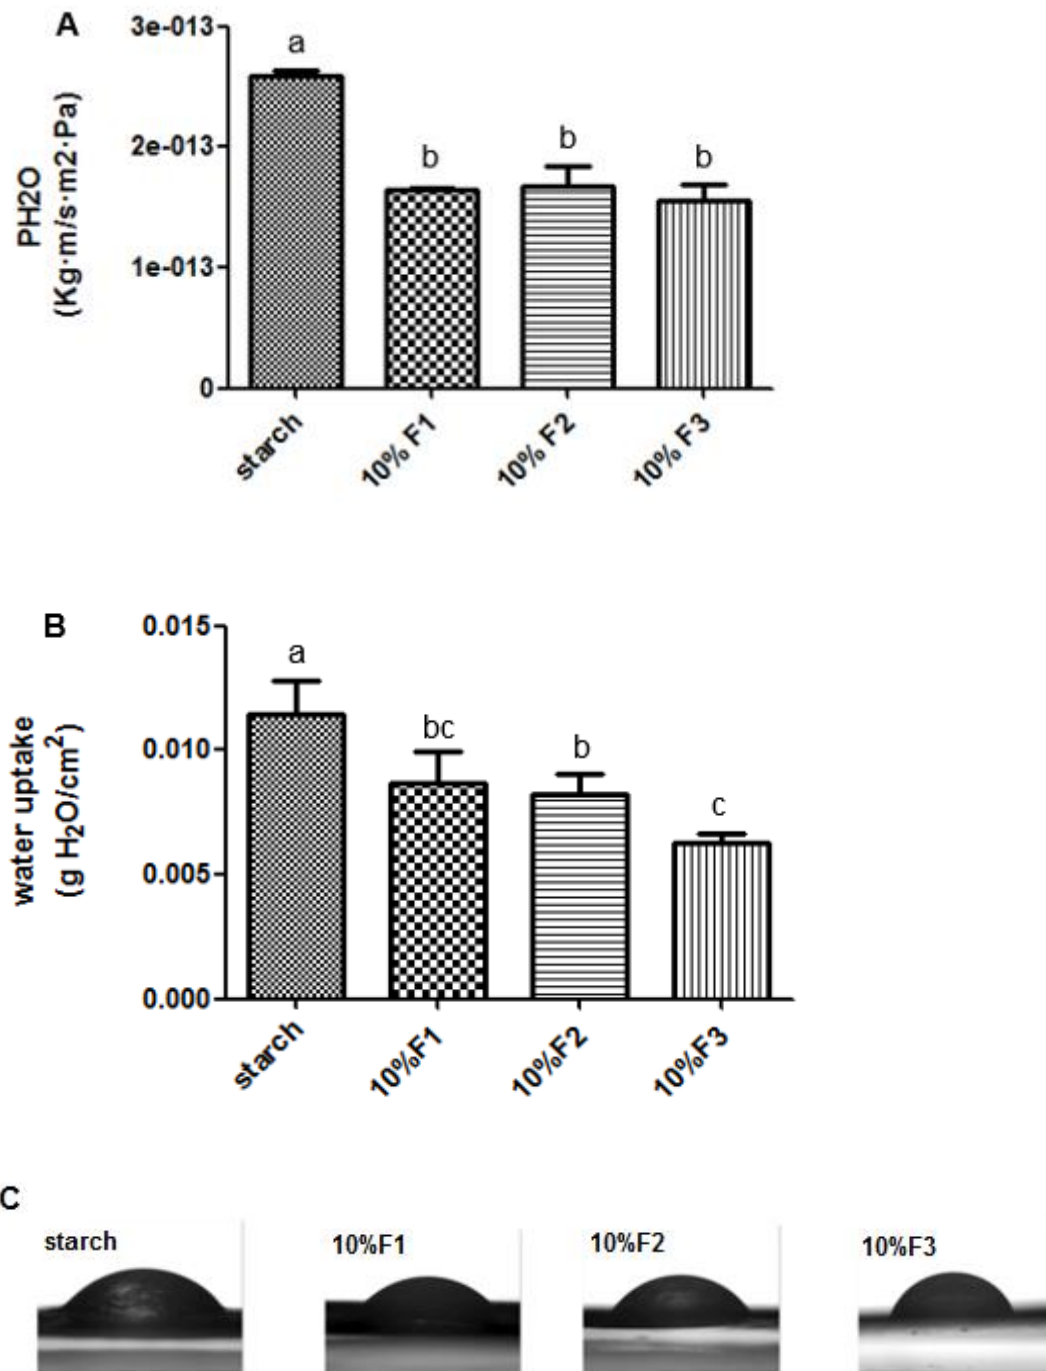 A
3e-013
2e-013
1e-013
0
PH2O
(Kg·m/s·m2·Pa)
a
b
b
b
starch
10% F1
10% F2
10% F3
B
0.015
0.010
0.005
0.000
water uptake
(g H₂O/cm²)
a
bc
b
c
starch
10%F1
10%F2
10%F3
C
starch
10%F1
10%F2
10%F3